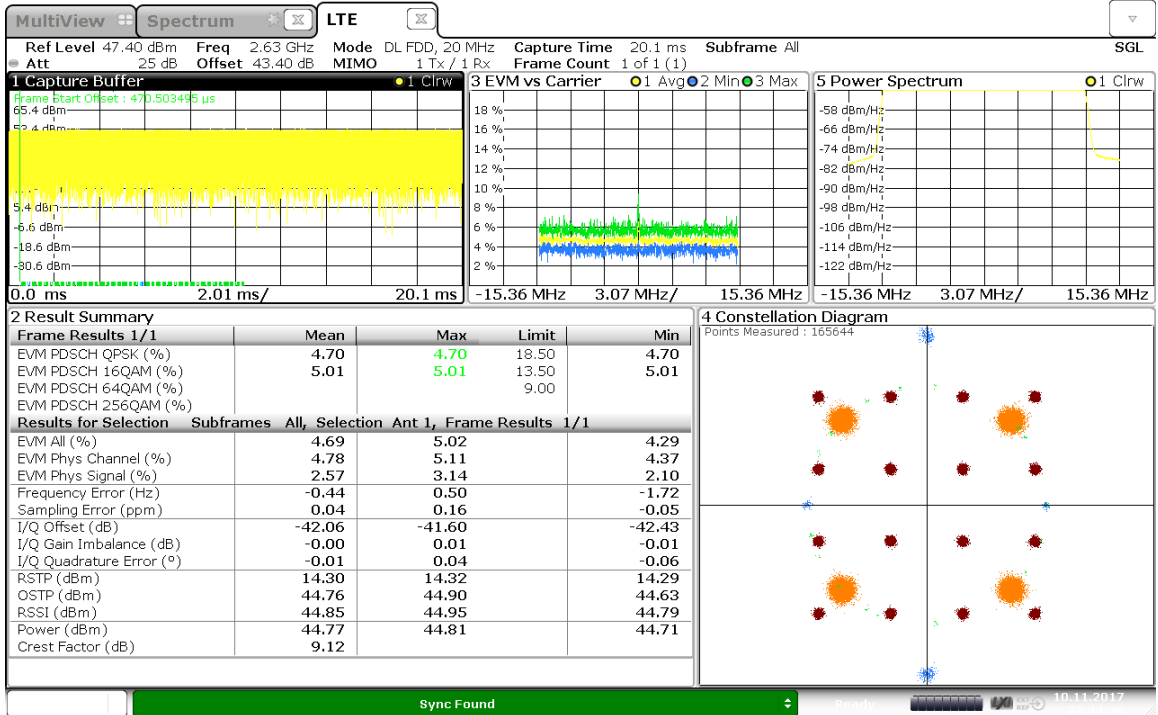 MultiView Spectrum X LTE X
Ref Level 47.40 dBm Freq 2.63 GHz Mode DL FDD, 20 MHz Capture Time 20.1 ms Subframe All SGL
Att 25 dB Offset 43.40 dB MIMO 1 Tx / 1 Rx Frame Count 1 of 1 (1)
1 Capture Buffer 1 Clrw
Frame Start Offset : 470.503495 µs
65.4 dBm
53.4 dBm
5.4 dBm
-6.6 dBm
-18.6 dBm
-30.6 dBm
0.0 ms 2.01 ms/ 20.1 ms
3 EVM vs Carrier 1 Avg 2 Min 3 Max
18 %
16 %
14 %
12 %
10 %
8 %
6 %
4 %
2 %
-15.36 MHz 3.07 MHz/ 15.36 MHz
5 Power Spectrum 1 Clrw
-58 dBm/Hz
-66 dBm/Hz
-74 dBm/Hz
-82 dBm/Hz
-90 dBm/Hz
-98 dBm/Hz
-106 dBm/Hz
-114 dBm/Hz
-122 dBm/Hz
-15.36 MHz 3.07 MHz/ 15.36 MHz
2 Result Summary
Frame Results 1/1 Mean Max Limit Min
EVM PDSCH QPSK (%) 4.70 4.70 18.50 4.70
EVM PDSCH 16QAM (%) 5.01 5.01 13.50 5.01
EVM PDSCH 64QAM (%) 9.00
EVM PDSCH 256QAM (%)
Results for Selection Subframes All, Selection Ant 1, Frame Results 1/1
EVM All (%) 4.69 5.02 4.29
EVM Phys Channel (%) 4.78 5.11 4.37
EVM Phys Signal (%) 2.57 3.14 2.10
Frequency Error (Hz) -0.44 0.50 -1.72
Sampling Error (ppm) 0.04 0.16 -0.05
I/Q Offset (dB) -42.06 -41.60 -42.43
I/Q Gain Imbalance (dB) -0.00 0.01 -0.01
I/Q Quadrature Error (°) -0.01 0.04 -0.06
RSTP (dBm) 14.30 14.32 14.29
OSTP (dBm) 44.76 44.90 44.63
RSSI (dBm) 44.85 44.95 44.79
Power (dBm) 44.77 44.81 44.71
Crest Factor (dB) 9.12
4 Constellation Diagram
Points Measured : 165644
Sync Found
Ready
LXI
EXT
REF
10.11.2017